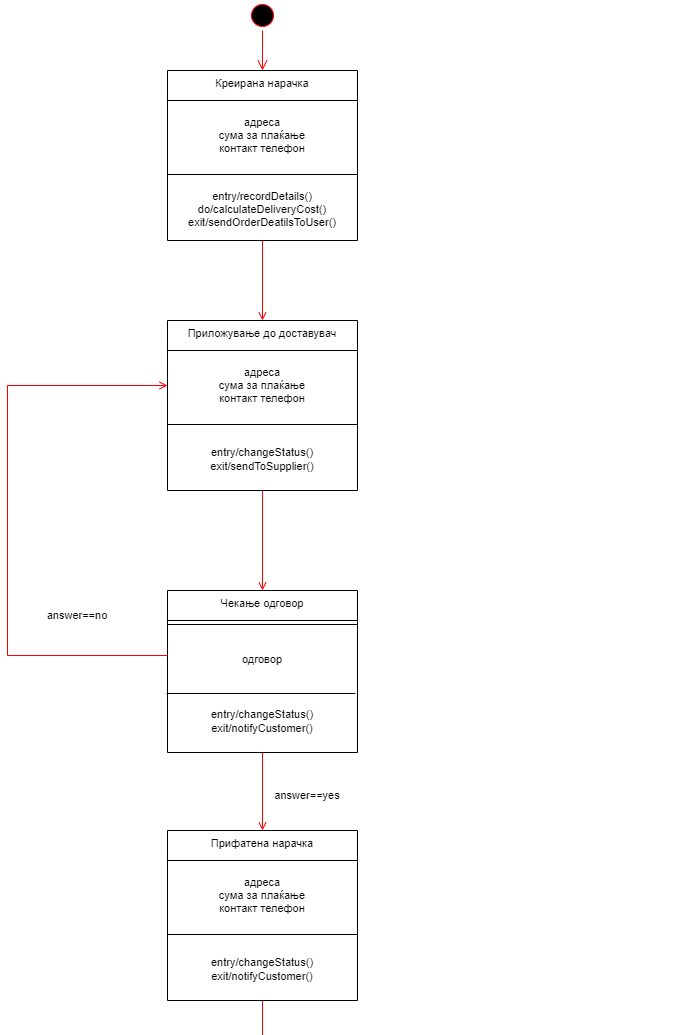 Креирана нарачка
адреса
сума за плаќање
контакт телефон
entry/recordDetails()
do/calculateDeliveryCost()
exit/sendOrderDeatilsToUser()
Приложување до доставувач
адреса
сума за плаќање
контакт телефон
entry/changeStatus()
exit/sendToSupplier()
Чекање одговор
answer==no
одговор
entry/changeStatus()
exit/notifyCustomer()
answer==yes
Прифатена нарачка
адреса
сума за плаќање
контакт телефон
entry/changeStatus()
exit/notifyCustomer()